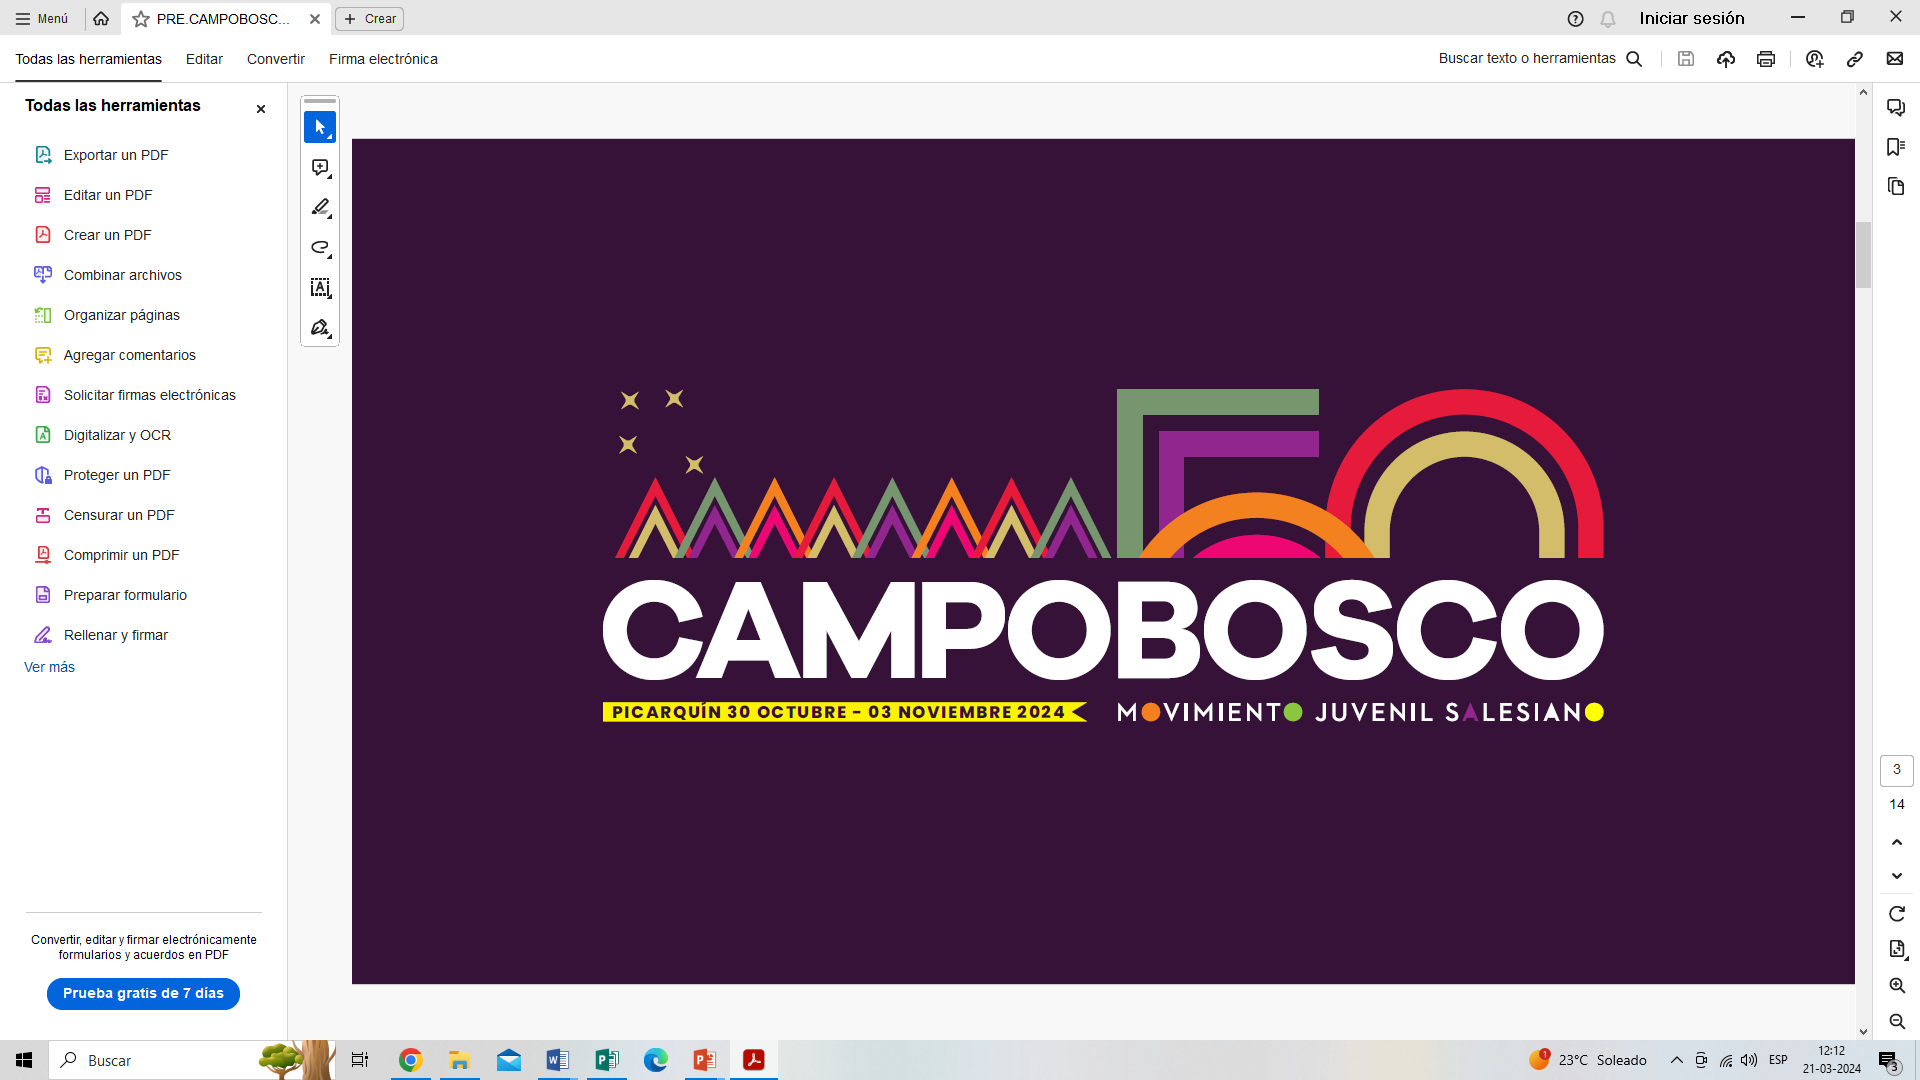 Menú
PRE.CAMPOBOSC...
Crear
Iniciar sesión
Todas las herramientas
Editar
Convertir
Firma electrónica
Buscar texto o herramientas
Todas las herramientas
Exportar un PDF
Editar un PDF
Crear un PDF
Combinar archivos
Organizar páginas
Agregar comentarios
Solicitar firmas electrónicas
Digitalizar y OCR
Proteger un PDF
Censurar un PDF
Comprimir un PDF
Preparar formulario
Rellenar y firmar
Ver más
Convertir, editar y firmar electrónicamente
formularios y acuerdos en PDF
Prueba gratis de 7 días
50
CAMPOBOSCO
PICARQUÍN 30 OCTUBRE - 03 NOVIEMBRE 2024
MOVIMIENTO JUVENIL SALESIANO
3
14
Buscar
1
23°C Soleado
ESP
12:12
21-03-2024
3